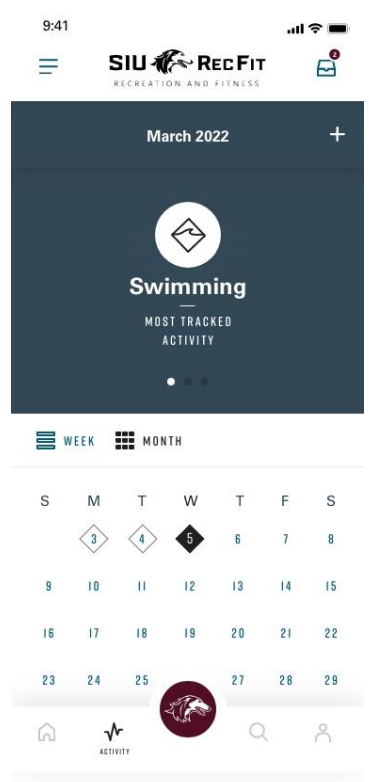 9:41
SIU RECFIT
RECREATION AND FITNESS
2
March 2022
+
Swimming
MOST TRACKED
ACTIVITY
WEEK MONTH
S M T W T F S
3 4 5 6 7 8
9 10 11 12 13 14 15
16 17 18 19 20 21 22
23 24 25 27 28 29
ACTIVITY